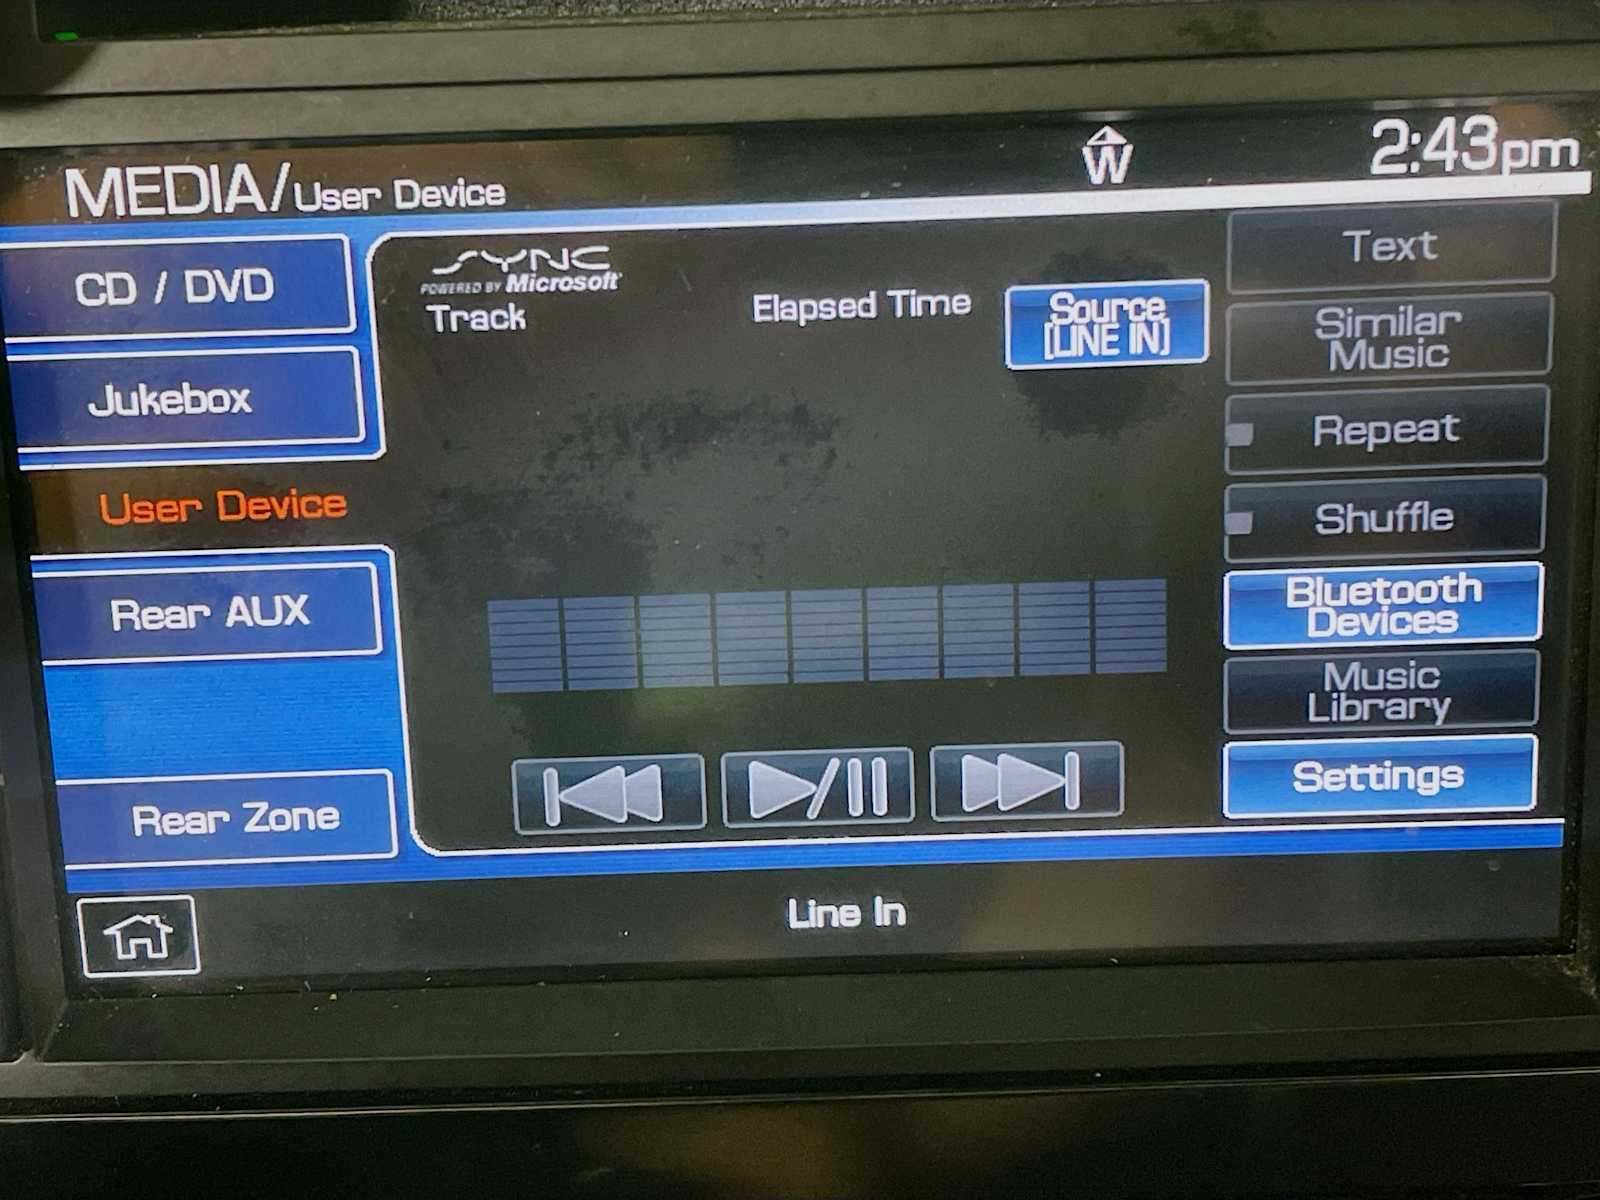 MEDIA/User Device
W
2:43pm
CD / DVD
Jukebox
User Device
Rear AUX
Rear Zone
SYNC
POWERED BY Microsoft
Track
Elapsed Time
Source
[LINE IN]
Text
Similar
Music
Repeat
Shuffle
Bluetooth
Devices
Music
Library
Settings
Line In